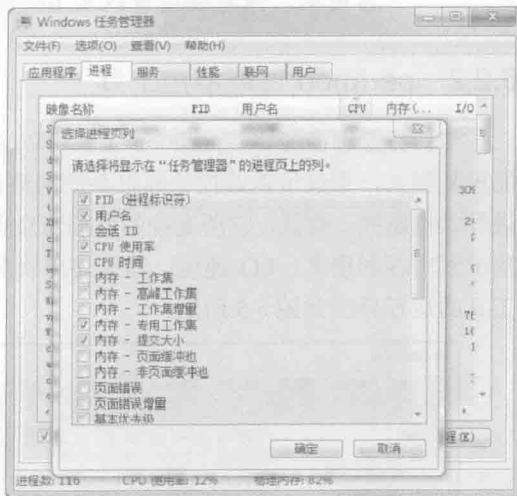 Windows 任务管理器
文件(F) 选项(O) 查看(V) 帮助(H)
应用程序 进程 服务 性能 联网 用户
映像名称 PID 用户名 CPU 内存(... I/O
选择进程页列
请选择将显示在“任务管理器”的进程页上的列。
PID (进程标识符)
用户名
会话 ID
CPU 使用率
CPU 时间
内存 - 工作集
内存 - 高峰工作集
内存 - 工作集增量
内存 - 专用工作集
内存 - 提交大小
内存 - 页面缓冲池
内存 - 非页面缓冲池
页面错误
页面错误增量
基本优先级
确定 取消
程(E)
进程数: 116 CPU 使用率: 12% 物理内存: 82%